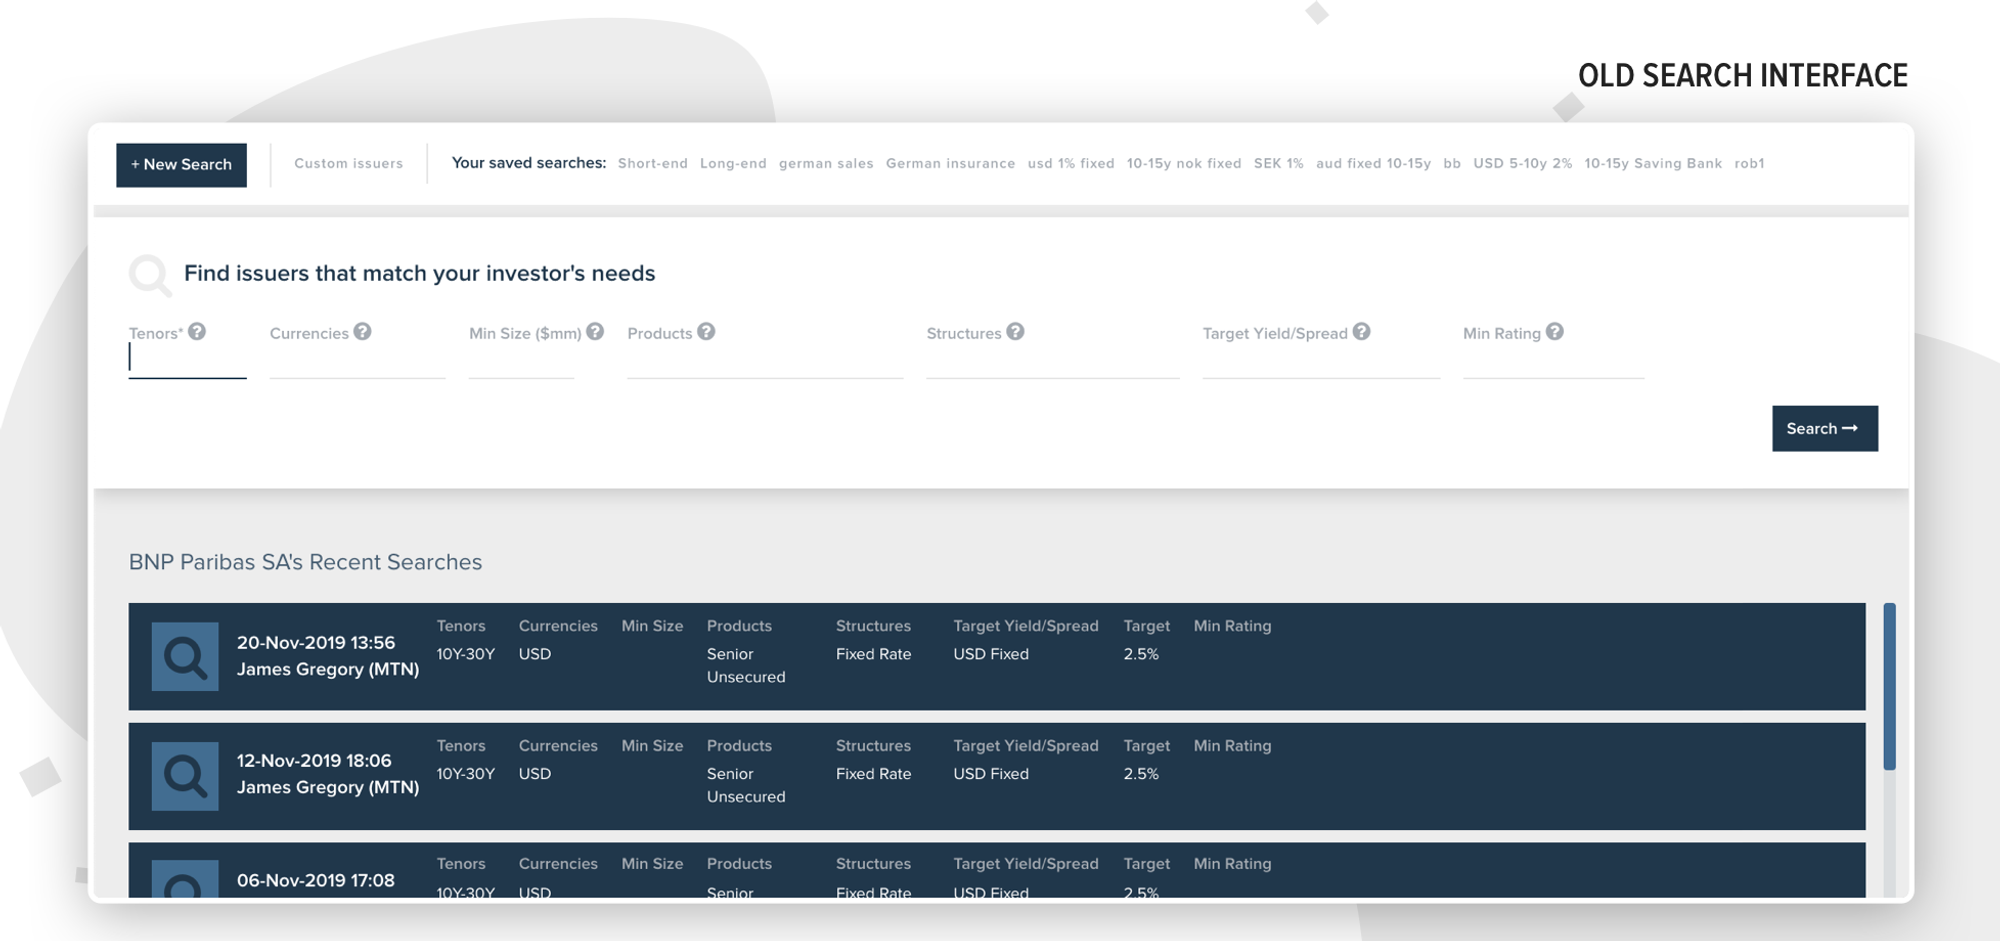 OLD SEARCH INTERFACE
+ New Search
Custom issuers
Your saved searches: Short-end Long-end german sales German insurance usd 1% fixed 10-15y nok fixed SEK 1% aud fixed 10-15y bb USD 5-10y 2% 10-15y Saving Bank rob1
Find issuers that match your investor's needs
Tenors* ? Currencies ? Min Size ($mm) ? Products ? Structures ? Target Yield/Spread ? Min Rating ?
Search →
BNP Paribas SA's Recent Searches
Tenors Currencies Min Size Products Structures Target Yield/Spread Target Min Rating
20-Nov-2019 13:56
10Y-30Y USD Senior Fixed Rate USD Fixed 2.5%
James Gregory (MTN)
Unsecured
Tenors Currencies Min Size Products Structures Target Yield/Spread Target Min Rating
12-Nov-2019 18:06
10Y-30Y USD Senior Fixed Rate USD Fixed 2.5%
James Gregory (MTN)
Unsecured
Tenors Currencies Min Size Products Structures Target Yield/Spread Target Min Rating
06-Nov-2019 17:08
10Y-30Y USD Senior Fixed Rate USD Fixed 2.5%